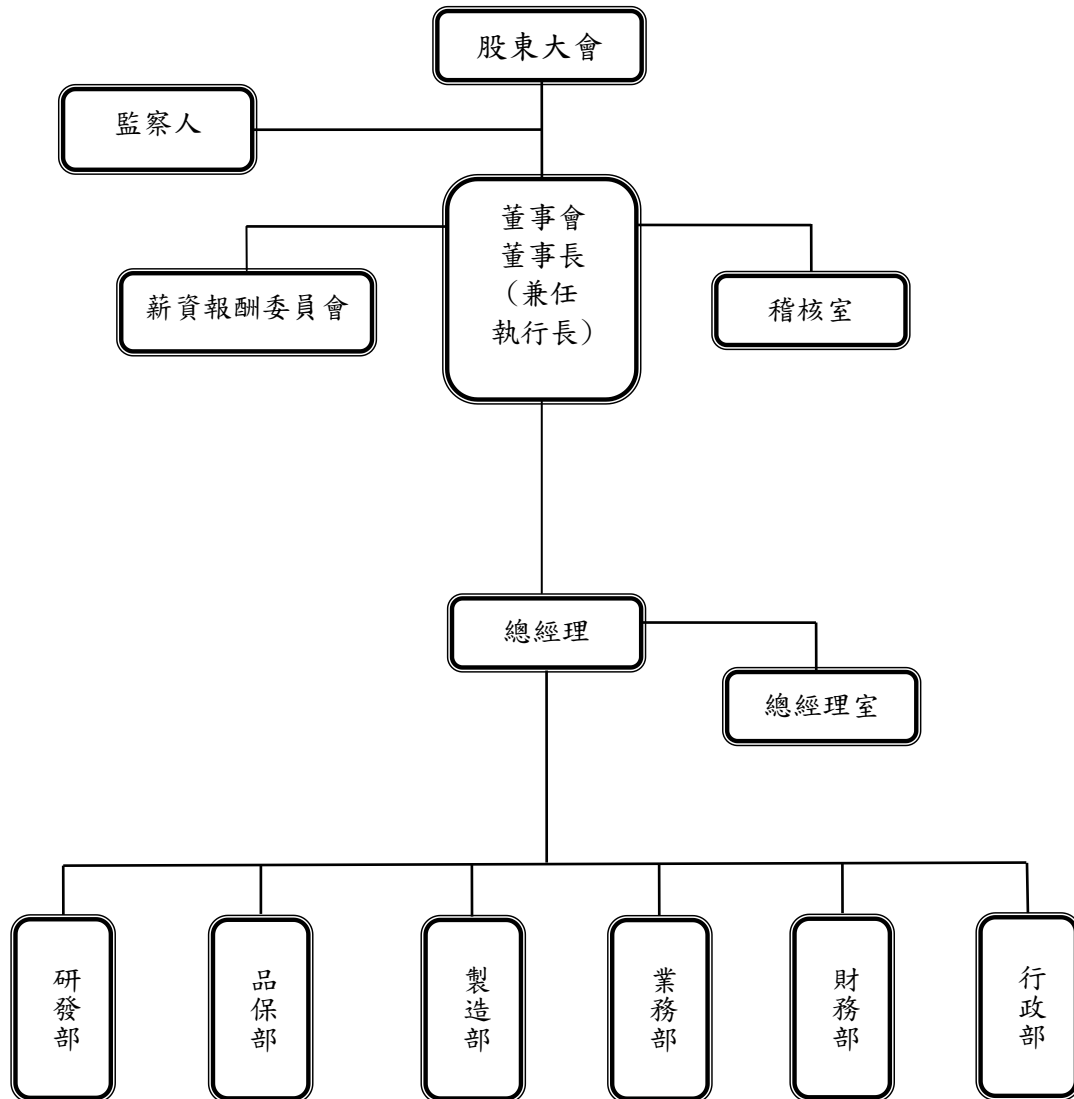 股東大會
監察人
董事會
董事長
（兼任
執行長）
薪資報酬委員會
稽核室
總經理
總經理室
研發部
品保部
製造部
業務部
財務部
行政部